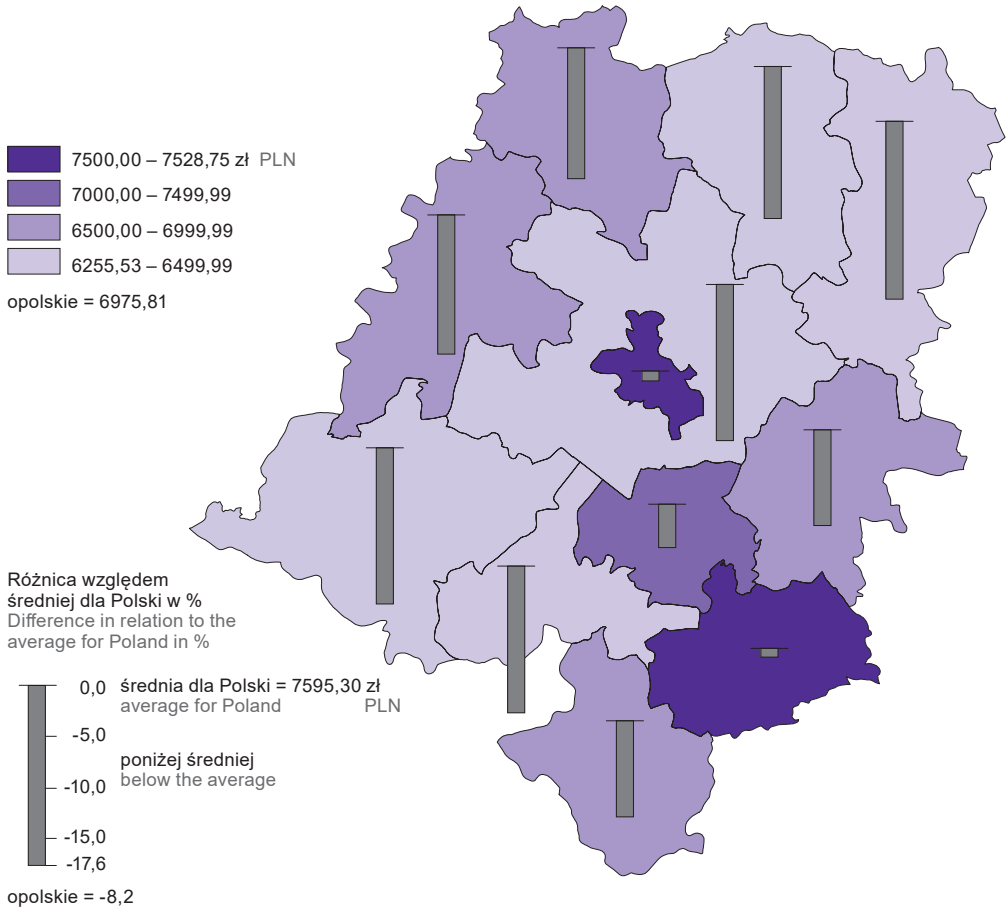 7500,00 – 7528,75 zł PLN
7000,00 – 7499,99
6500,00 – 6999,99
6255,53 – 6499,99
opolskie = 6975,81
Różnica względem
średniej dla Polski w %
Difference in relation to the
average for Poland in %
0,0
średnia dla Polski = 7595,30 zł
average for Poland PLN
-5,0
poniżej średniej
below the average
-10,0
-15,0
-17,6
opolskie = -8,2